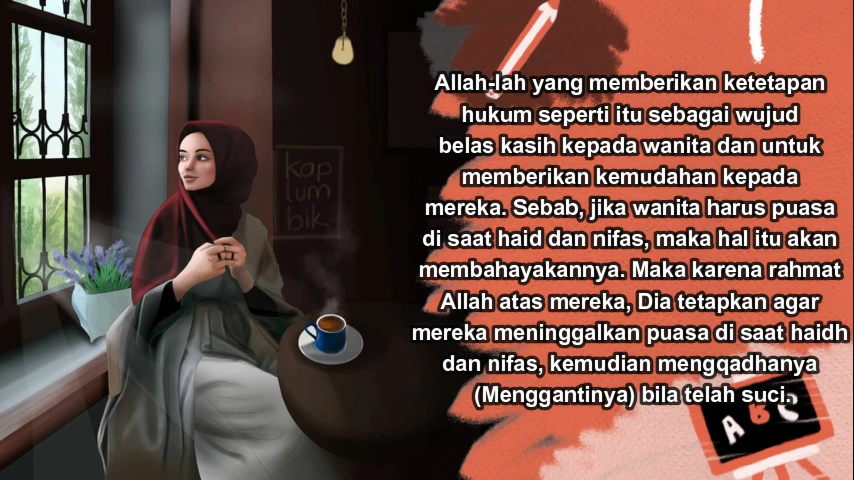 kap
lum
bik
Allah-lah yang memberikan ketetapan
hukum seperti itu sebagai wujud
belas kasih kepada wanita dan untuk
memberikan kemudahan kepada
mereka. Sebab, jika wanita harus puasa
di saat haid dan nifas, maka hal itu akan
membahayakannya. Maka karena rahmat
Allah atas mereka, Dia tetapkan agar
mereka meninggalkan puasa di saat haidh
dan nifas, kemudian mengqadhanya
(Menggantinya) bila telah suci.
ABC